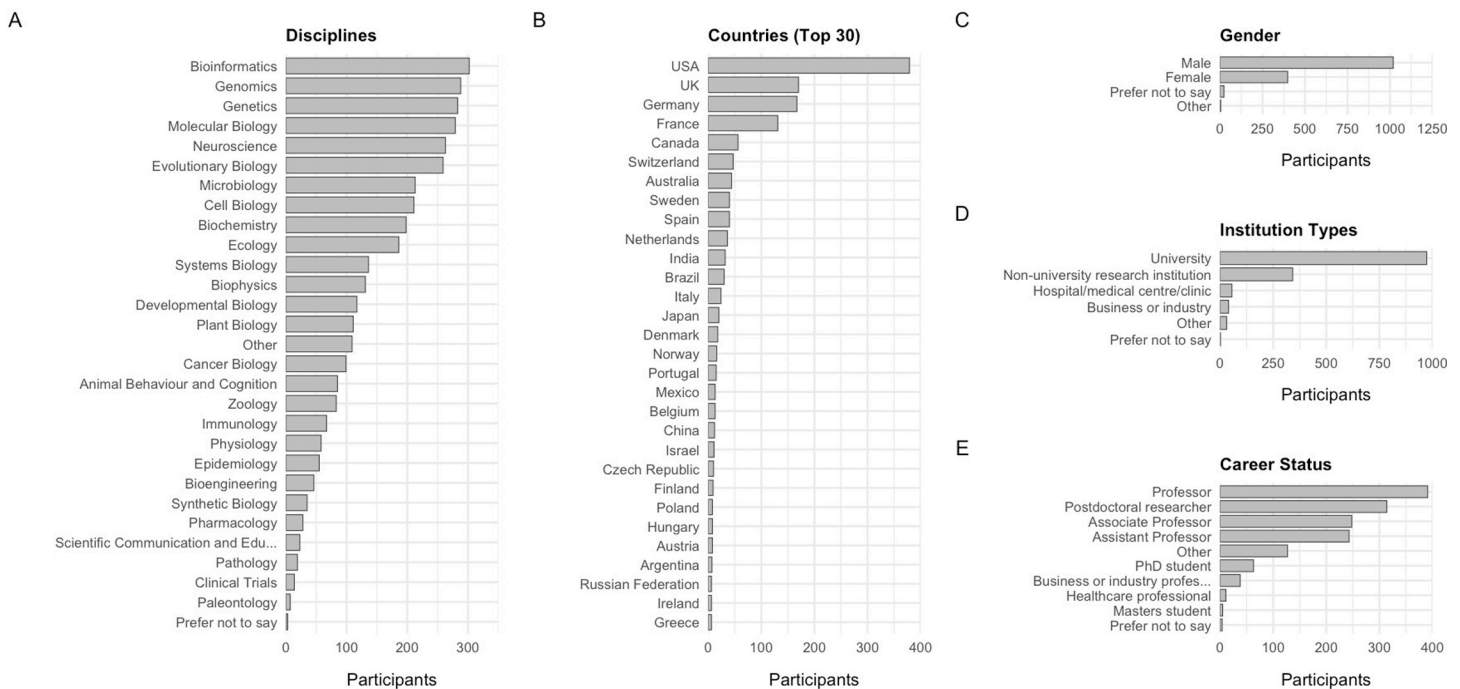 A
Disciplines
Bioinformatics
Genomics
Genetics
Molecular Biology
Neuroscience
Evolutionary Biology
Microbiology
Cell Biology
Biochemistry
Ecology
Systems Biology
Biophysics
Developmental Biology
Plant Biology
Other
Cancer Biology
Animal Behaviour and Cognition
Zoology
Immunology
Physiology
Epidemiology
Bioengineering
Synthetic Biology
Pharmacology
Scientific Communication and Edu...
Pathology
Clinical Trials
Paleontology
Prefer not to say
0 100 200 300
Participants
B
Countries (Top 30)
USA
UK
Germany
France
Canada
Switzerland
Australia
Sweden
Spain
Netherlands
India
Brazil
Italy
Japan
Denmark
Norway
Portugal
Mexico
Belgium
China
Israel
Czech Republic
Finland
Poland
Hungary
Austria
Argentina
Russian Federation
Ireland
Greece
0 100 200 300 400
Participants
C
Gender
Male
Female
Prefer not to say
Other
0 250 500 750 1000 1250
Participants
D
Institution Types
University
Non-university research institution
Hospital/medical centre/clinic
Business or industry
Other
Prefer not to say
0 250 500 750 1000
Participants
E
Career Status
Professor
Postdoctoral researcher
Associate Professor
Assistant Professor
Other
PhD student
Business or industry profes...
Healthcare professional
Masters student
Prefer not to say
0 100 200 300 400
Participants